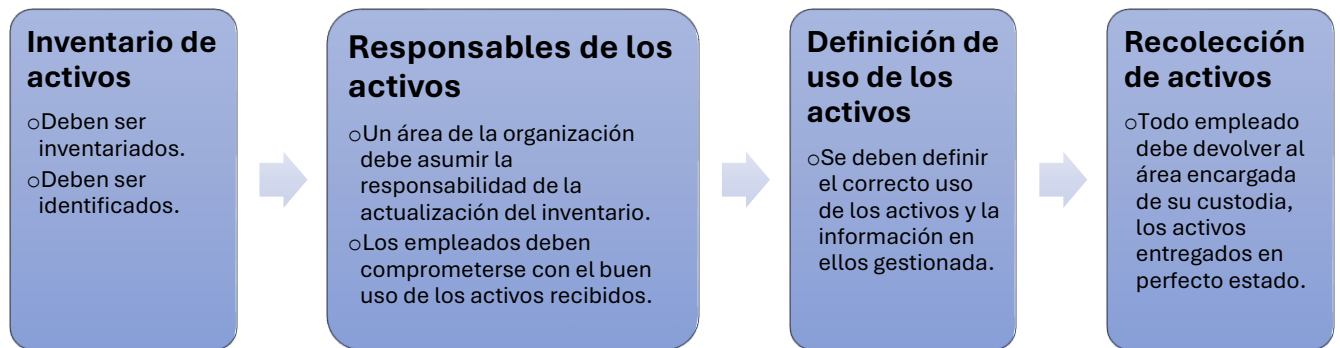 Inventario de
activos
oDeben ser
inventariados.
oDeben ser
identificados.
Responsables de los
activos
oUn área de la organización
debe asumir la
responsabilidad de la
actualización del inventario.
oLos empleados deben
comprometerse con el buen
uso de los activos recibidos.
Definición de
uso de los
activos
oSe deben definir
el correcto uso
de los activos y la
información en
ellos gestionada.
Recolección
de activos
oTodo empleado
debe devolver al
área encargada
de su custodia,
los activos
entregados en
perfecto estado.